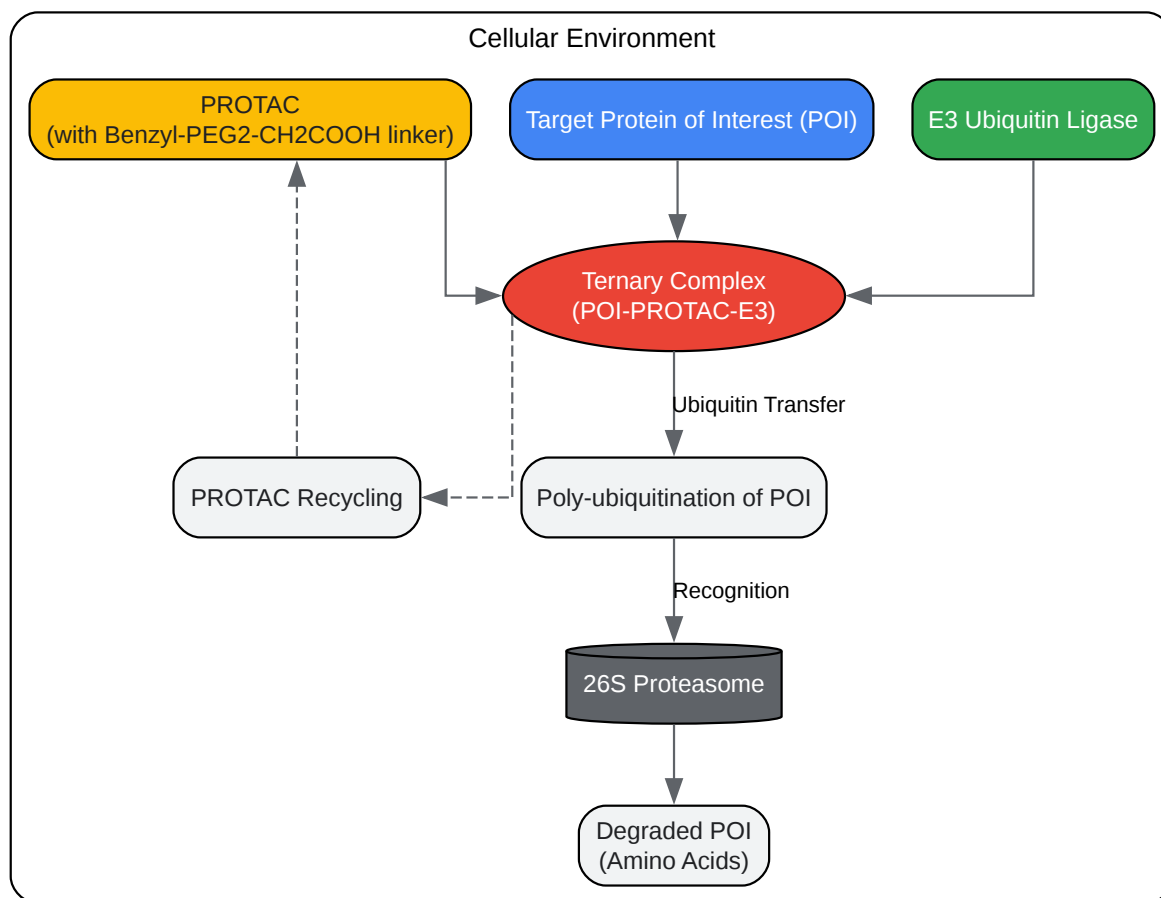 Cellular Environment
PROTAC
(with Benzyl-PEG2-CH2COOH linker)
Target Protein of Interest (POI)
E3 Ubiquitin Ligase
Ternary Complex
(POI-PROTAC-E3)
Ubiquitin Transfer
PROTAC Recycling
Poly-ubiquitination of POI
Recognition
26S Proteasome
Degraded POI
(Amino Acids)